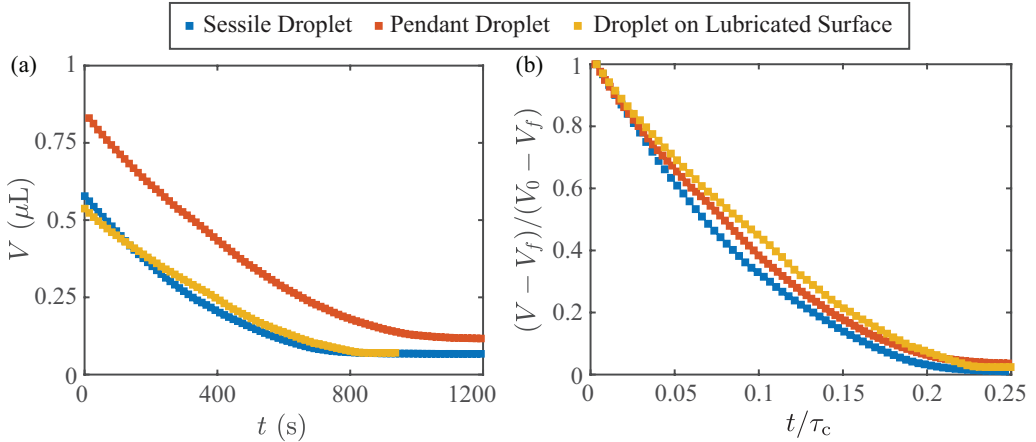 Sessile Droplet Pendant Droplet Droplet on Lubricated Surface
(a)
1
0.75
0.5
0.25
0
V (μL)
0 400 800 1200
t (s)
(b)
1
0.8
0.6
0.4
0.2
0
(V − V_f)/(V_0 − V_f)
0 0.05 0.1 0.15 0.2 0.25
t/τ_c